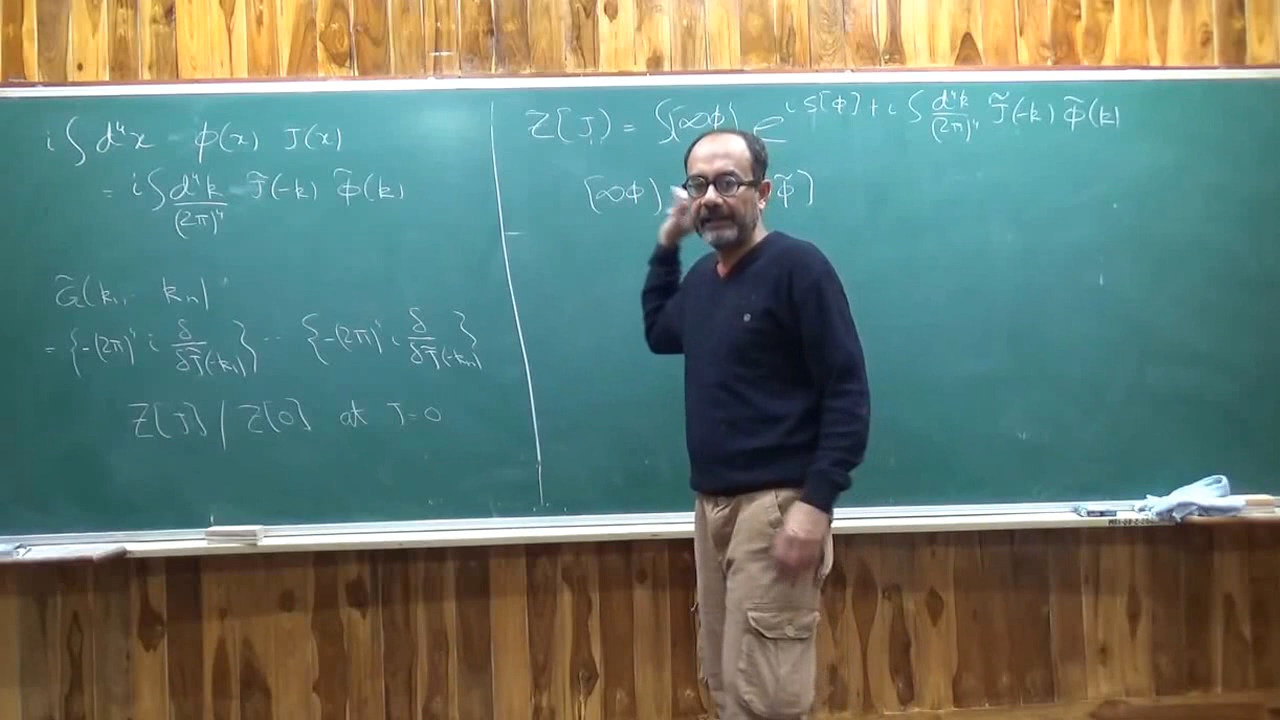 i ∫ d⁴x φ(x) J(x)
= i ∫ d⁴k/(2π)⁴ J̃(-k) φ̃(k)
G̃(k₁, .. kₙ)
= {-(2π)⁴ i δ/δJ̃(-k₁)} .. {-(2π)⁴ i δ/δJ̃(-kₙ)}
Z[J] / Z[0] at J=0
Z[J] = ∫[𝒟φ] e^{i S[φ] + i ∫ d⁴k/(2π)⁴ J̃(-k) φ̃(k)}
[𝒟φ] φ̃]